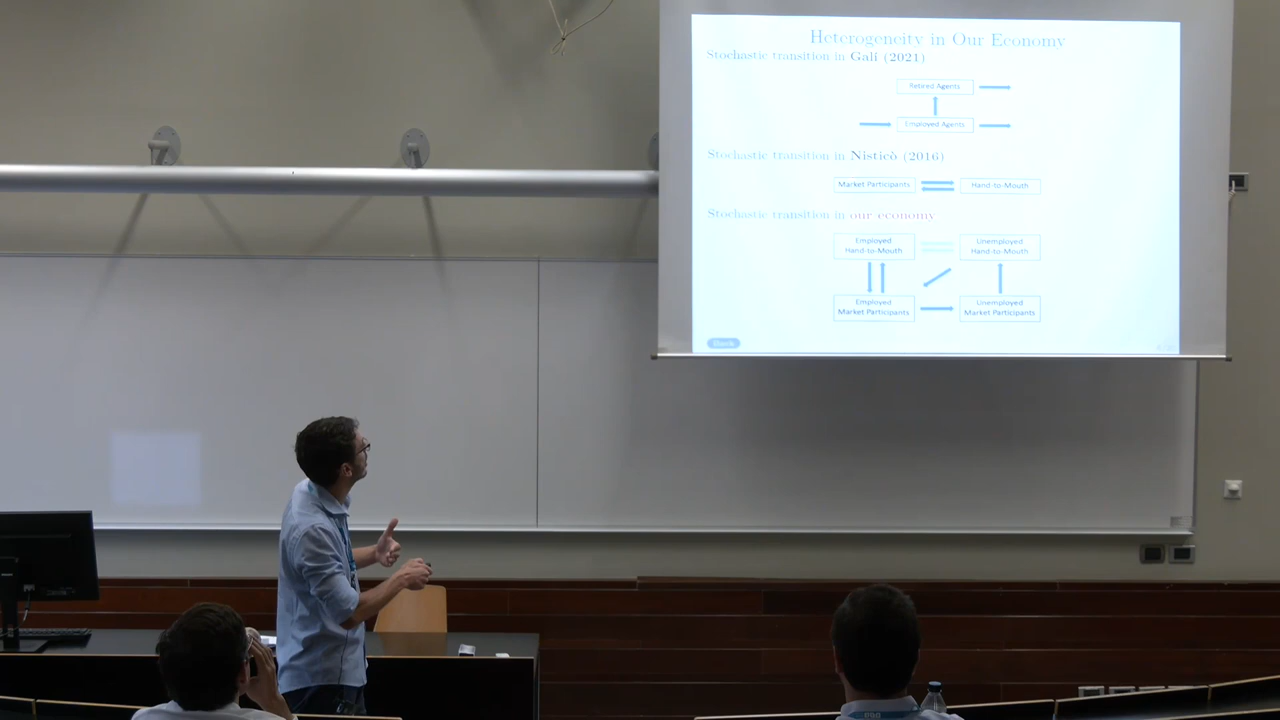 Heterogeneity in Our Economy
Stochastic transition in Galí (2021)
Retired Agents
Employed Agents
Stochastic transition in Nisticò (2016)
Market Participants
Hand-to-Mouth
Stochastic transition in our economy
Employed
Hand-to-Mouth
Unemployed
Hand-to-Mouth
Employed
Market Participants
Unemployed
Market Participants